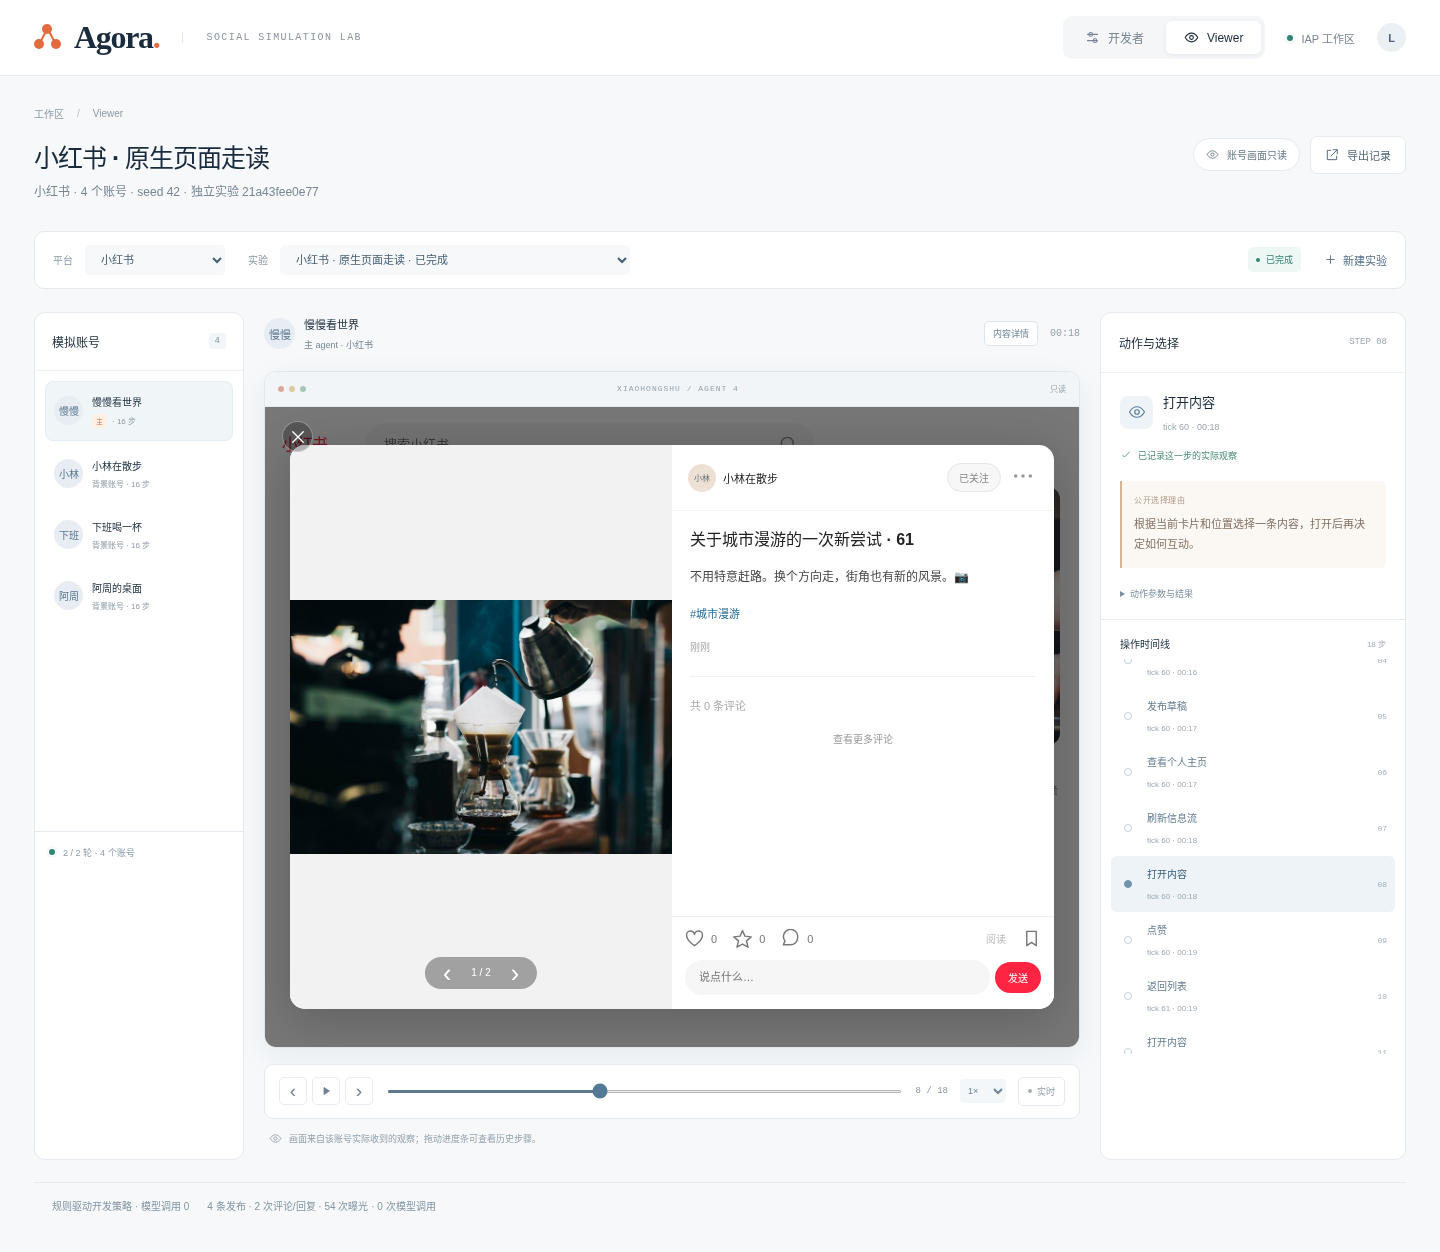 Agora.
SOCIAL SIMULATION LAB
开发者
Viewer
IAP 工作区
L
工作区 / Viewer
小红书 · 原生页面走读
小红书 · 4 个账号 · seed 42 · 独立实验 21a43fee0e77
账号画面只读
导出记录
平台
小红书
实验
小红书 · 原生页面走读 · 已完成
已完成
新建实验
模拟账号
4
慢慢
慢慢看世界
主 · 16 步
小林
小林在散步
背景账号 · 16 步
下班
下班喝一杯
背景账号 · 16 步
阿周
阿周的桌面
背景账号 · 16 步
2 / 2 轮 · 4 个账号
慢慢
慢慢看世界
主 agent · 小红书
内容详情
00:18
XIAOHONGSHU / AGENT 4
只读
小红书
搜索小红书
小林
小林在散步
已关注
关于城市漫游的一次新尝试 · 61
不用特意赶路。换个方向走，街角也有新的风景。📷
#城市漫游
刚刚
共 0 条评论
查看更多评论
‹ 1 / 2 ›
0
0
0
阅读
说点什么…
发送
8 / 18
1×
实时
画面来自该账号实际收到的观察；拖动进度条可查看历史步骤。
动作与选择
STEP 08
打开内容
tick 60 · 00:18
已记录这一步的实际观察
公开选择理由
根据当前卡片和位置选择一条内容，打开后再决
定如何互动。
动作参数与结果
操作时间线
18 步
04
tick 60 · 00:16
发布草稿
05
tick 60 · 00:17
查看个人主页
06
tick 60 · 00:17
刷新信息流
07
tick 60 · 00:18
打开内容
08
tick 60 · 00:18
点赞
09
tick 60 · 00:19
返回列表
10
tick 61 · 00:19
打开内容
11
规则驱动开发策略 · 模型调用 0
4 条发布 · 2 次评论/回复 · 54 次曝光 · 0 次模型调用